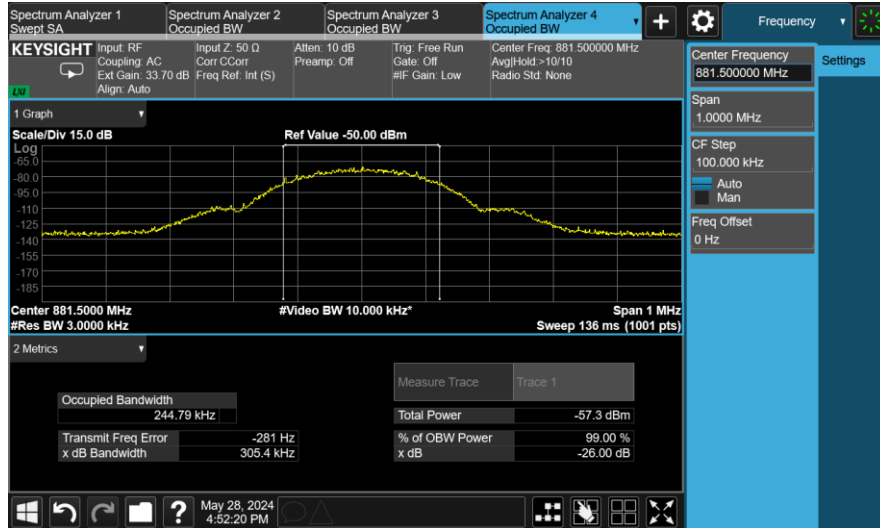 Spectrum Analyzer 1
Swept SA
Spectrum Analyzer 2
Occupied BW
Spectrum Analyzer 3
Occupied BW
Spectrum Analyzer 4
Occupied BW
Frequency
KEYSIGHT
Input: RF
Coupling: AC
Ext Gain: 33.70 dB
Align: Auto
Input Z: 50 Ω
Corr CCorr
Freq Ref: Int (S)
Atten: 10 dB
Preamp: Off
Trig: Free Run
Gate: Off
#IF Gain: Low
Center Freq: 881.500000 MHz
Avg|Hold:>10/10
Radio Std: None
LXI
Center Frequency
881.500000 MHz
Settings
Span
1.0000 MHz
CF Step
100.000 kHz
Auto
Man
Freq Offset
0 Hz
1 Graph
Scale/Div 15.0 dB
Ref Value -50.00 dBm
Log
-65.0
-80.0
-95.0
-110
-125
-140
-155
-170
-185
Center 881.5000 MHz
#Video BW 10.000 kHz*
Span 1 MHz
#Res BW 3.0000 kHz
Sweep 136 ms (1001 pts)
2 Metrics
Measure Trace
Trace 1
Occupied Bandwidth
244.79 kHz
Total Power
-57.3 dBm
Transmit Freq Error
-281 Hz
% of OBW Power
99.00 %
x dB Bandwidth
305.4 kHz
x dB
-26.00 dB
?
May 28, 2024
4:52:20 PM